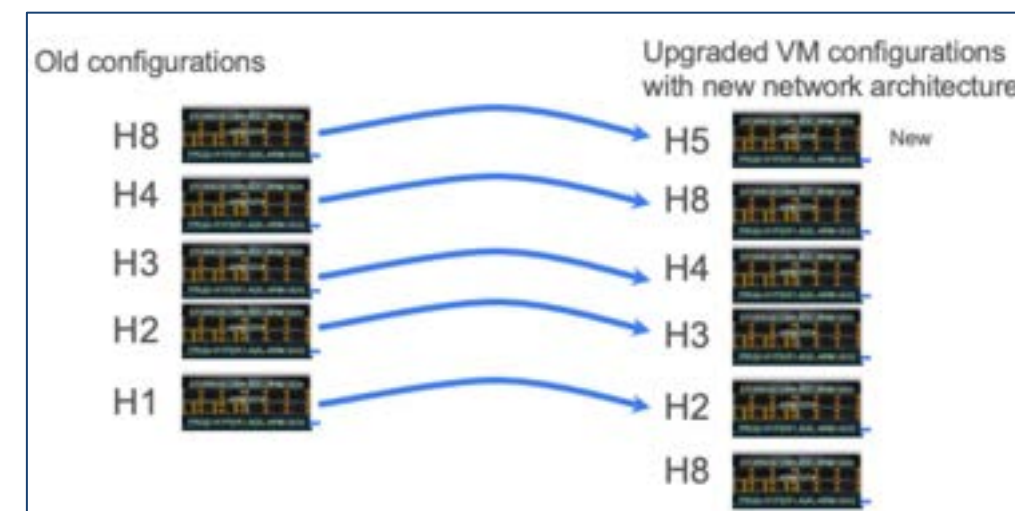 Old configurations
Upgraded VM configurations
with new network architecture
H8
H5
New
H4
H8
H3
H4
H2
H3
H1
H2
H8